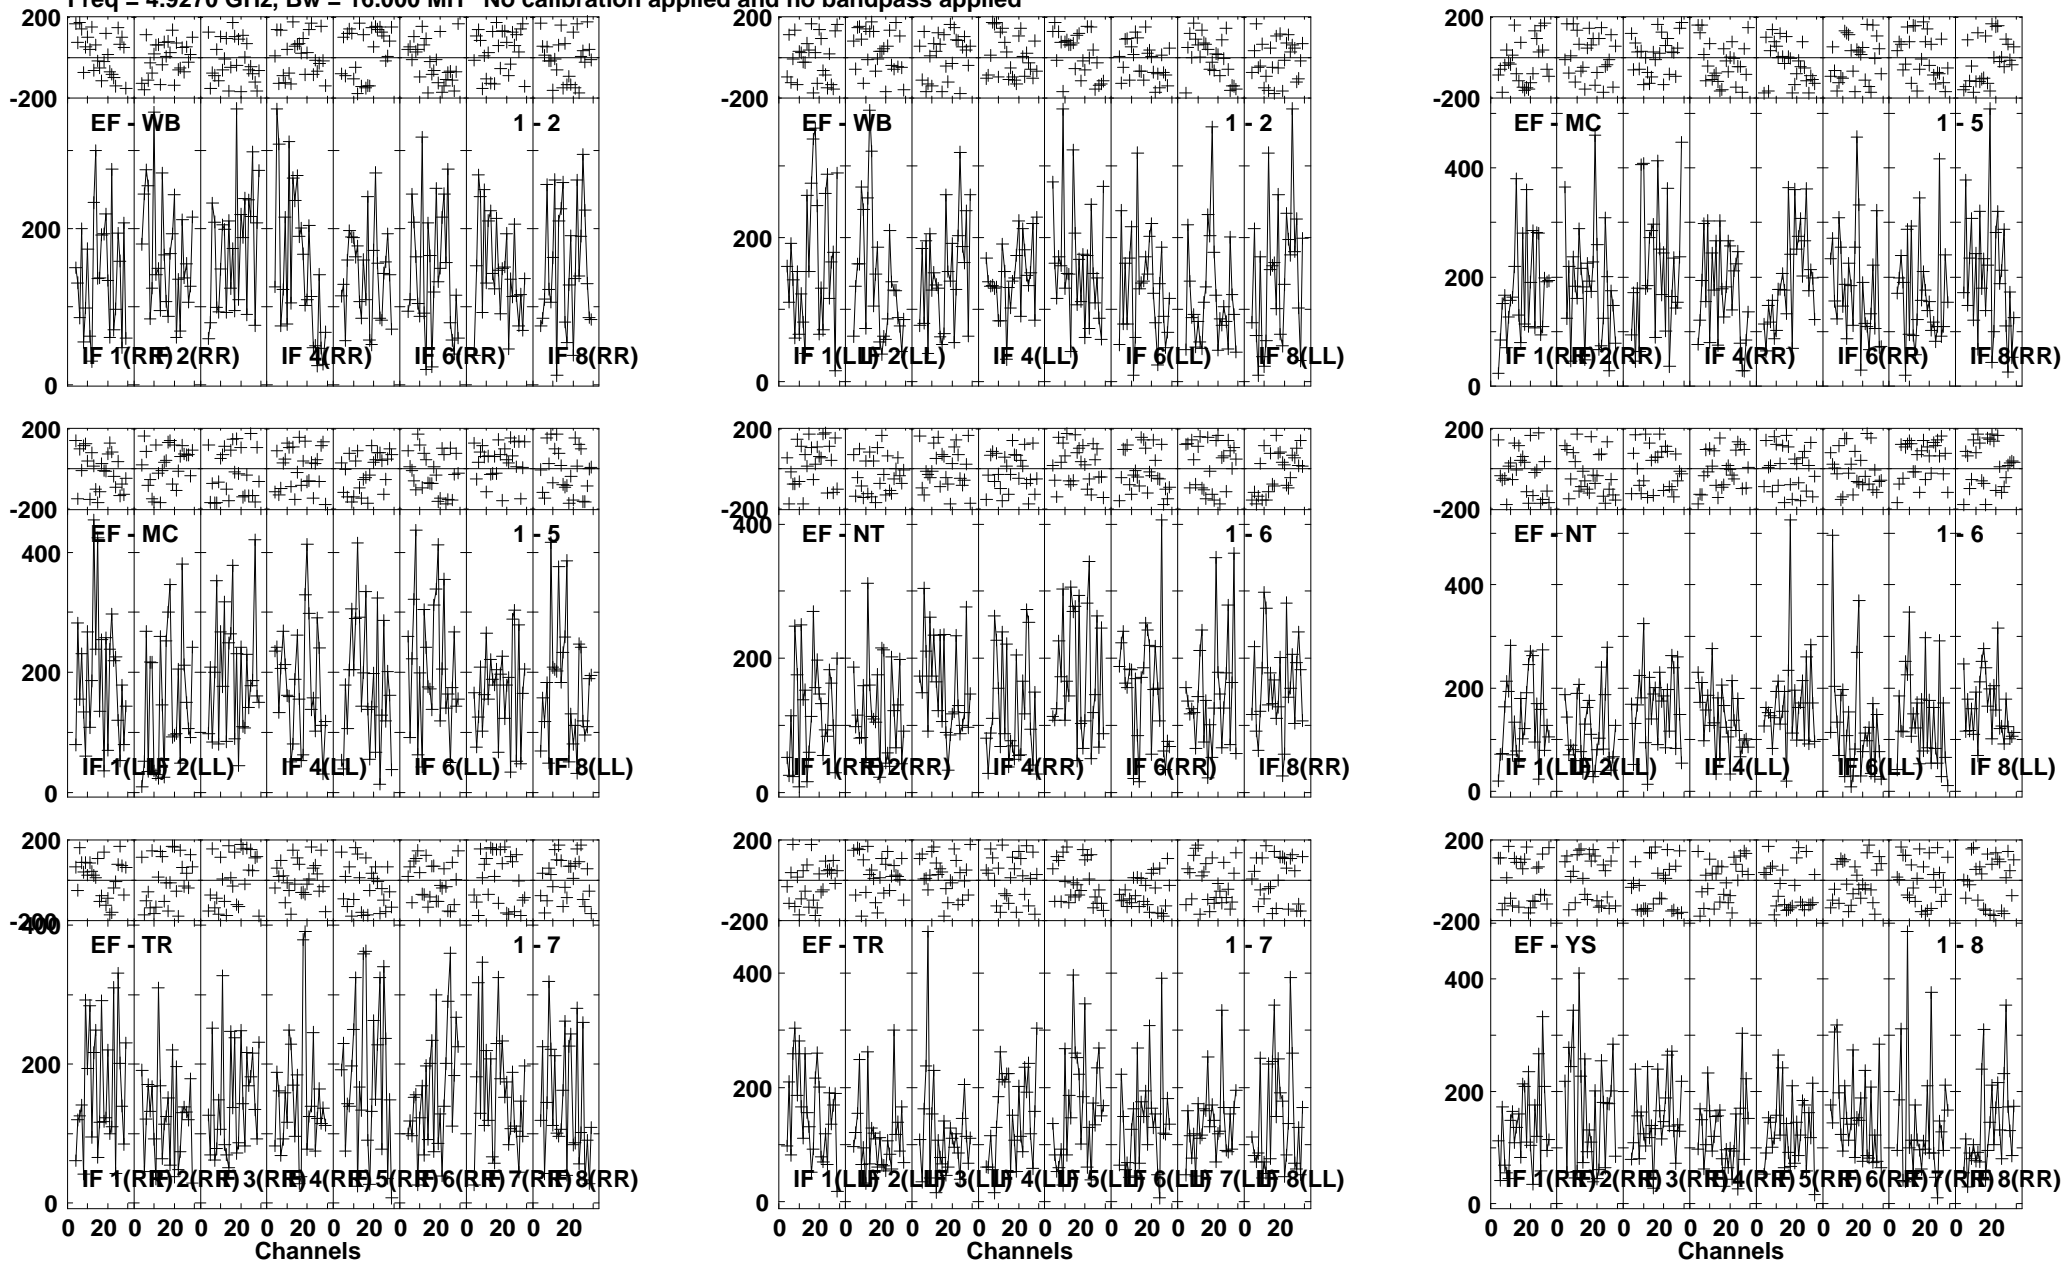 Freq = 4.9270 GHz, Bw = 16.000 MH No calibration applied and no bandpass applied
200 200 200
-200 -200 -200
EF - WB 1 - 2 EF - WB 1 - 2 EF - MC 1 - 5
400
200 200 200
IF 1(RR) IF 2(RR) IF 4(RR) IF 6(RR) IF 8(RR) IF 1(LL) IF 2(LL) IF 4(LL) IF 6(LL) IF 8(LL) IF 1(RR) IF 2(RR) IF 4(RR) IF 6(RR) IF 8(RR)
0 0 0
200 200 200
-200 -200 -200
EF - MC 1 - 5 EF - NT 1 - 6 EF - NT 1 - 6
400 400 400
200 200 200
IF 1(LL) IF 2(LL) IF 4(LL) IF 6(LL) IF 8(LL) IF 1(RR) IF 2(RR) IF 4(RR) IF 6(RR) IF 8(RR) IF 1(LL) IF 2(LL) IF 4(LL) IF 6(LL) IF 8(LL)
0 0 0
200 200 200
-200 -200 -200
400
EF - TR 1 - 7 EF - TR 1 - 7 EF - YS 1 - 8
400 400
200 200 200
IF 1(RR) IF 2(RR) IF 3(RR) IF 4(RR) IF 5(RR) IF 6(RR) IF 7(RR) IF 8(RR) IF 1(LL) IF 2(LL) IF 3(LL) IF 4(LL) IF 5(LL) IF 6(LL) IF 7(LL) IF 8(LL) IF 1(RR) IF 2(RR) IF 3(RR) IF 4(RR) IF 5(RR) IF 6(RR) IF 7(RR) IF 8(RR)
0 0 0
0 20 0 20 0 20 0 20 0 20 0 20 0 20 0 20 0 20 0 20 0 20 0 20 0 20 0 20 0 20 0 20 0 20 0 20 0 20 0 20 0 20 0 20 0 20 0 20
Channels Channels